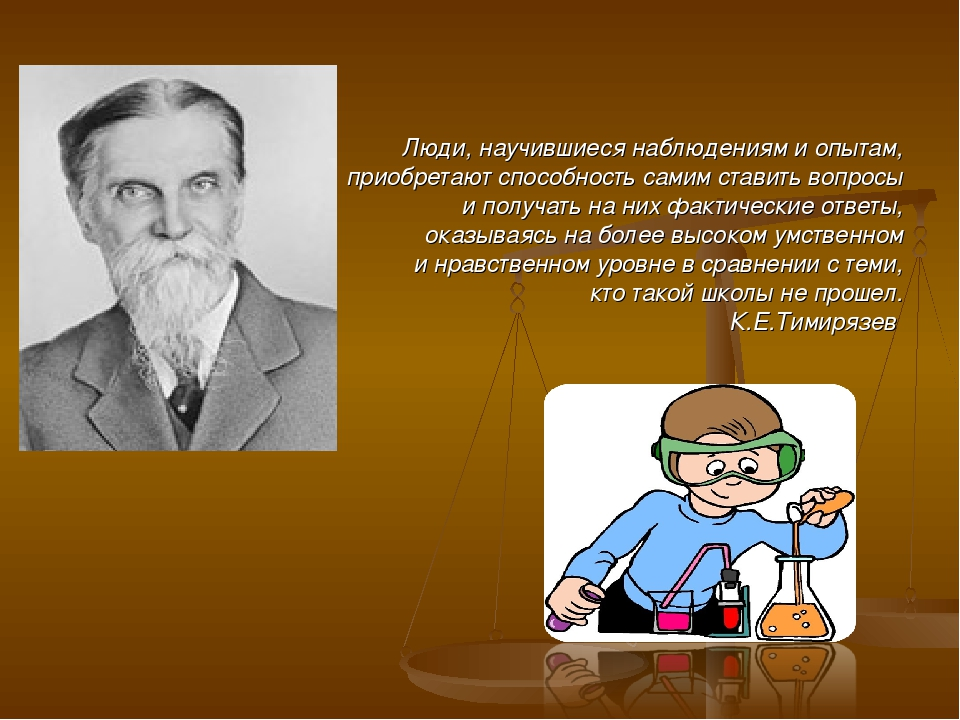 Люди, научившиеся наблюдениям и опытам,
приобретают способность самим ставить вопросы
и получать на них фактические ответы,
оказываясь на более высоком умственном
и нравственном уровне в сравнении с теми,
кто такой школы не прошел.
К.Е.Тимирязев